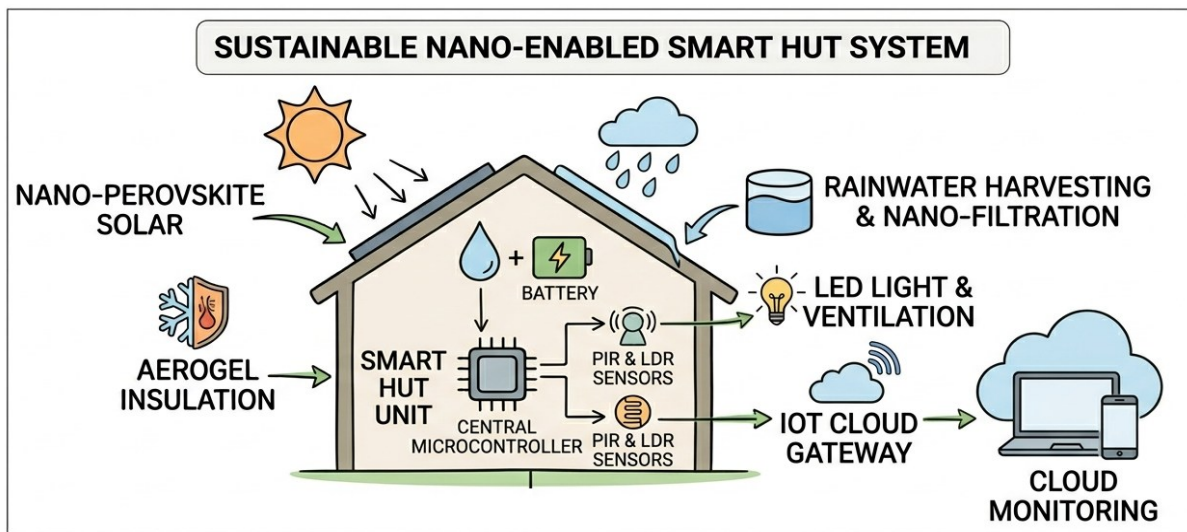 SUSTAINABLE NANO-ENABLED SMART HUT SYSTEM
NANO-PEROVSKITE
SOLAR
RAINWATER HARVESTING
& NANO-FILTRATION
+
BATTERY
LED LIGHT &
VENTILATION
AEROGEL
INSULATION
SMART
HUT
UNIT
CENTRAL
MICROCONTROLLER
PIR & LDR
SENSORS
PIR & LDR
SENSORS
IOT CLOUD
GATEWAY
CLOUD
MONITORING